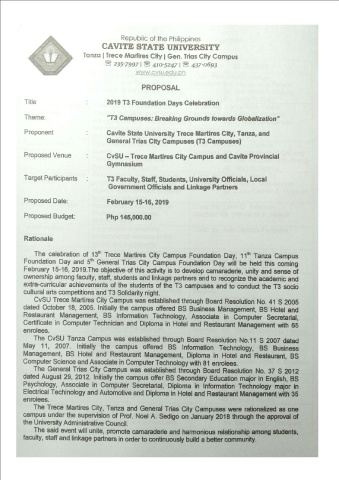 Republic of the Philippines
CAVITE STATE UNIVERSITY
Tanza | Trece Martires City | Gen. Trias City Campus
☏ 235-7997 | ☏ 410-5247 | ☏ 437-0693
www.cvsu.edu.ph
PROPOSAL
Title : 2019 T3 Foundation Days Celebration
Theme: "T3 Campuses: Breaking Grounds towards Globalization"
Proponent : Cavite State University Trece Martires City, Tanza, and
General Trias City Campuses (T3 Campuses)
Proposed Venue : CvSU – Trece Martires City Campus and Cavite Provincial
Gymnasium
Target Participants : T3 Faculty, Staff, Students, University Officials, Local
Government Officials and Linkage Partners
Proposed Date: February 15-16, 2019
Proposed Budget: Php 145,000.00
Rationale
The celebration of 13th Trece Martires City Campus Foundation Day, 11th Tanza Campus
Foundation Day and 5th General Trias City Campus Foundation Day will be held this coming
February 15-16, 2019.The objective of this activity is to develop camaraderie, unity and sense of
ownership among faculty, staff, students and linkage partners and to recognize the academic and
extra-curricular achievements of the students of the T3 campuses and to conduct the T3 socio
cultural arts competitions and T3 Solidarity night.
CvSU Trece Martires City Campus was established through Board Resolution No. 41 S 2005
dated October 18, 2005. Initially the campus offered BS Business Management, BS Hotel and
Restaurant Management, BS Information Technology, Associate in Computer Secretarial,
Certificate in Computer Technician and Diploma in Hotel and Restaurant with 65
enrolees.
The CvSU Tanza Campus was established through Board Resolution No.11 S 2007 dated
May 11, 2007. Initially the campus offered BS Information Technology, BS Business
Management, BS Hotel and Restaurant Management, Diploma in Hotel and Restaurant, BS
Computer Science and Associate in Computer Technology with 81 enrolees.
The General Trias City Campus was established through Board Resolution No. 37 S 2012
dated August 29, 2012. Initially the campus offer BS Secondary Education major in English, BS
Psychology, Associate in Computer Secretarial, Diploma in Information Technology major in
Electrical Technology and Automotive and Diploma in Hotel and Restaurant Management with 35
enrolees.
The Trece Martires City, Tanza and General Trias City Campuses were rationalized as one
campus under the supervision of Prof. Noel A. Sedigo on January 2018 through the approval of
the University Administrative Council.
The said event will unite, promote camaraderie and harmonious relationship among students,
faculty, staff and linkage partner in order to continuously build a better community.